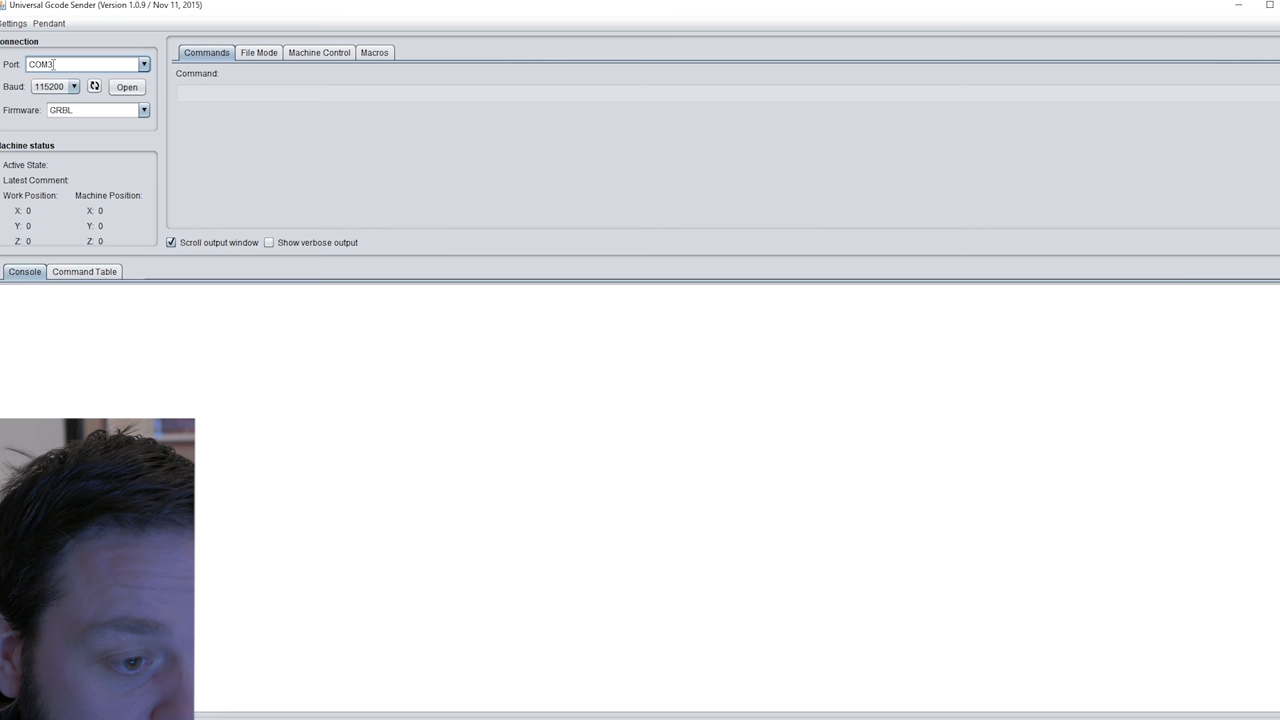 Universal Gcode Sender (Version 1.0.9 / Nov 11, 2015)
Settings Pendant
onnection
Port: COM3
Baud: 115200 Open
Firmware: GRBL
achine status
Active State:
Latest Comment:
Work Position: Machine Position:
X: 0 X: 0
Y: 0 Y: 0
Z: 0 Z: 0
Commands File Mode Machine Control Macros
Command:
Scroll output window Show verbose output
Console Command Table